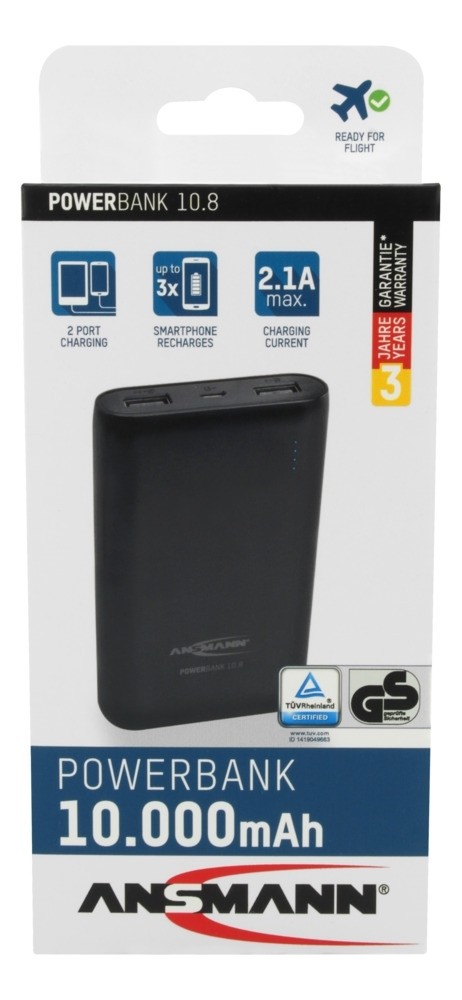 READY FOR
FLIGHT
POWERBANK 10.8
up to
3x
2.1A
max.
2 PORT
CHARGING
SMARTPHONE
RECHARGES
CHARGING
CURRENT
3 JAHRE GARANTIE*
YEARS WARRANTY
ANSMANN
POWERBANK 10.8
TÜVRheinland
CERTIFIED
www.tuv.com
ID 1419049663
GS
geprüfte
Sicherheit
POWERBANK
10.000mAh
ANSMANN®